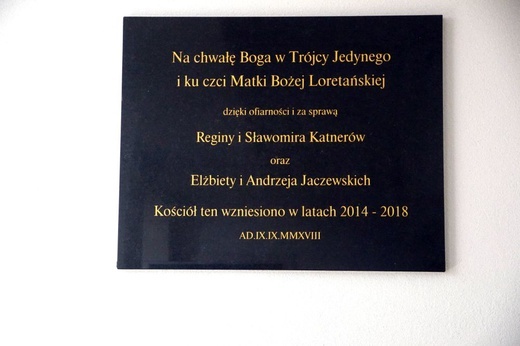 Na chwałę Boga w Trójcy Jedynego
i ku czci Matki Bożej Loretańskiej
dzięki ofiarności i za sprawą
Reginy i Sławomira Katnerów
oraz
Elżbiety i Andrzeja Jaczewskich
Kościół ten wzniesiono w latach 2014 - 2018
AD.IX.IX.MMXVIII